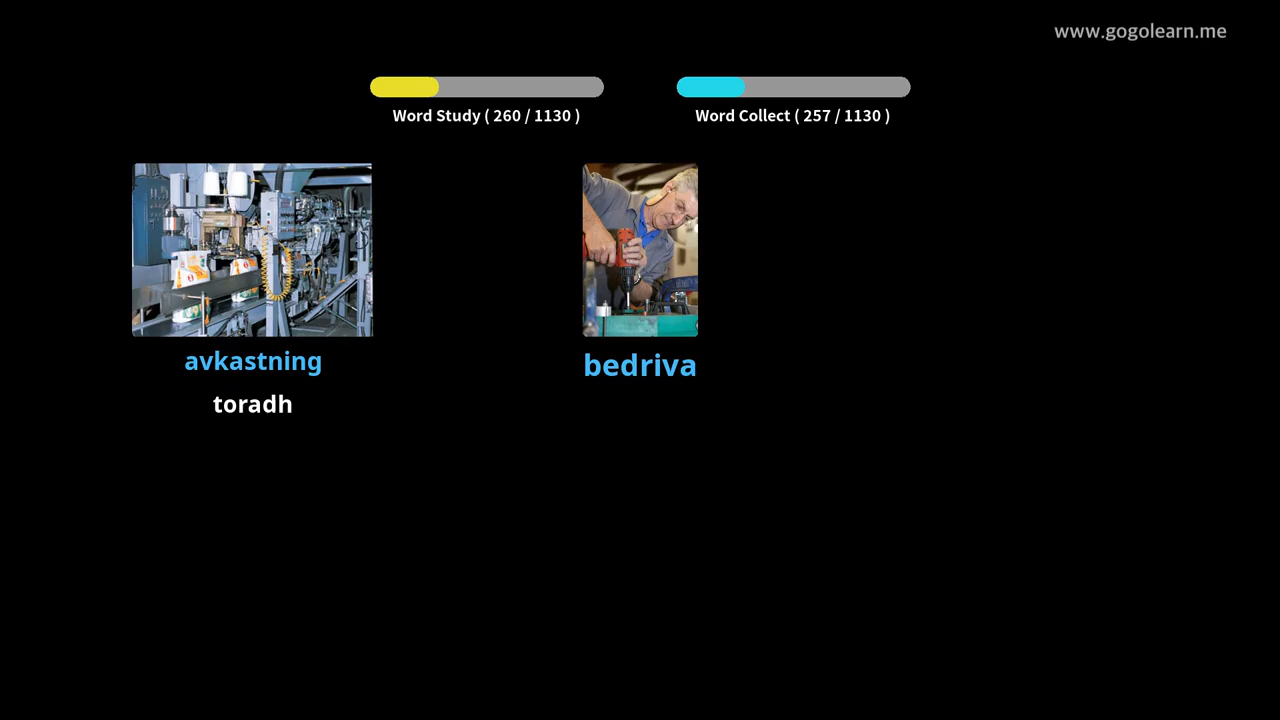 www.gogolearn.me
Word Study ( 260 / 1130 )
Word Collect ( 257 / 1130 )
avkastning
toradh
bedriva